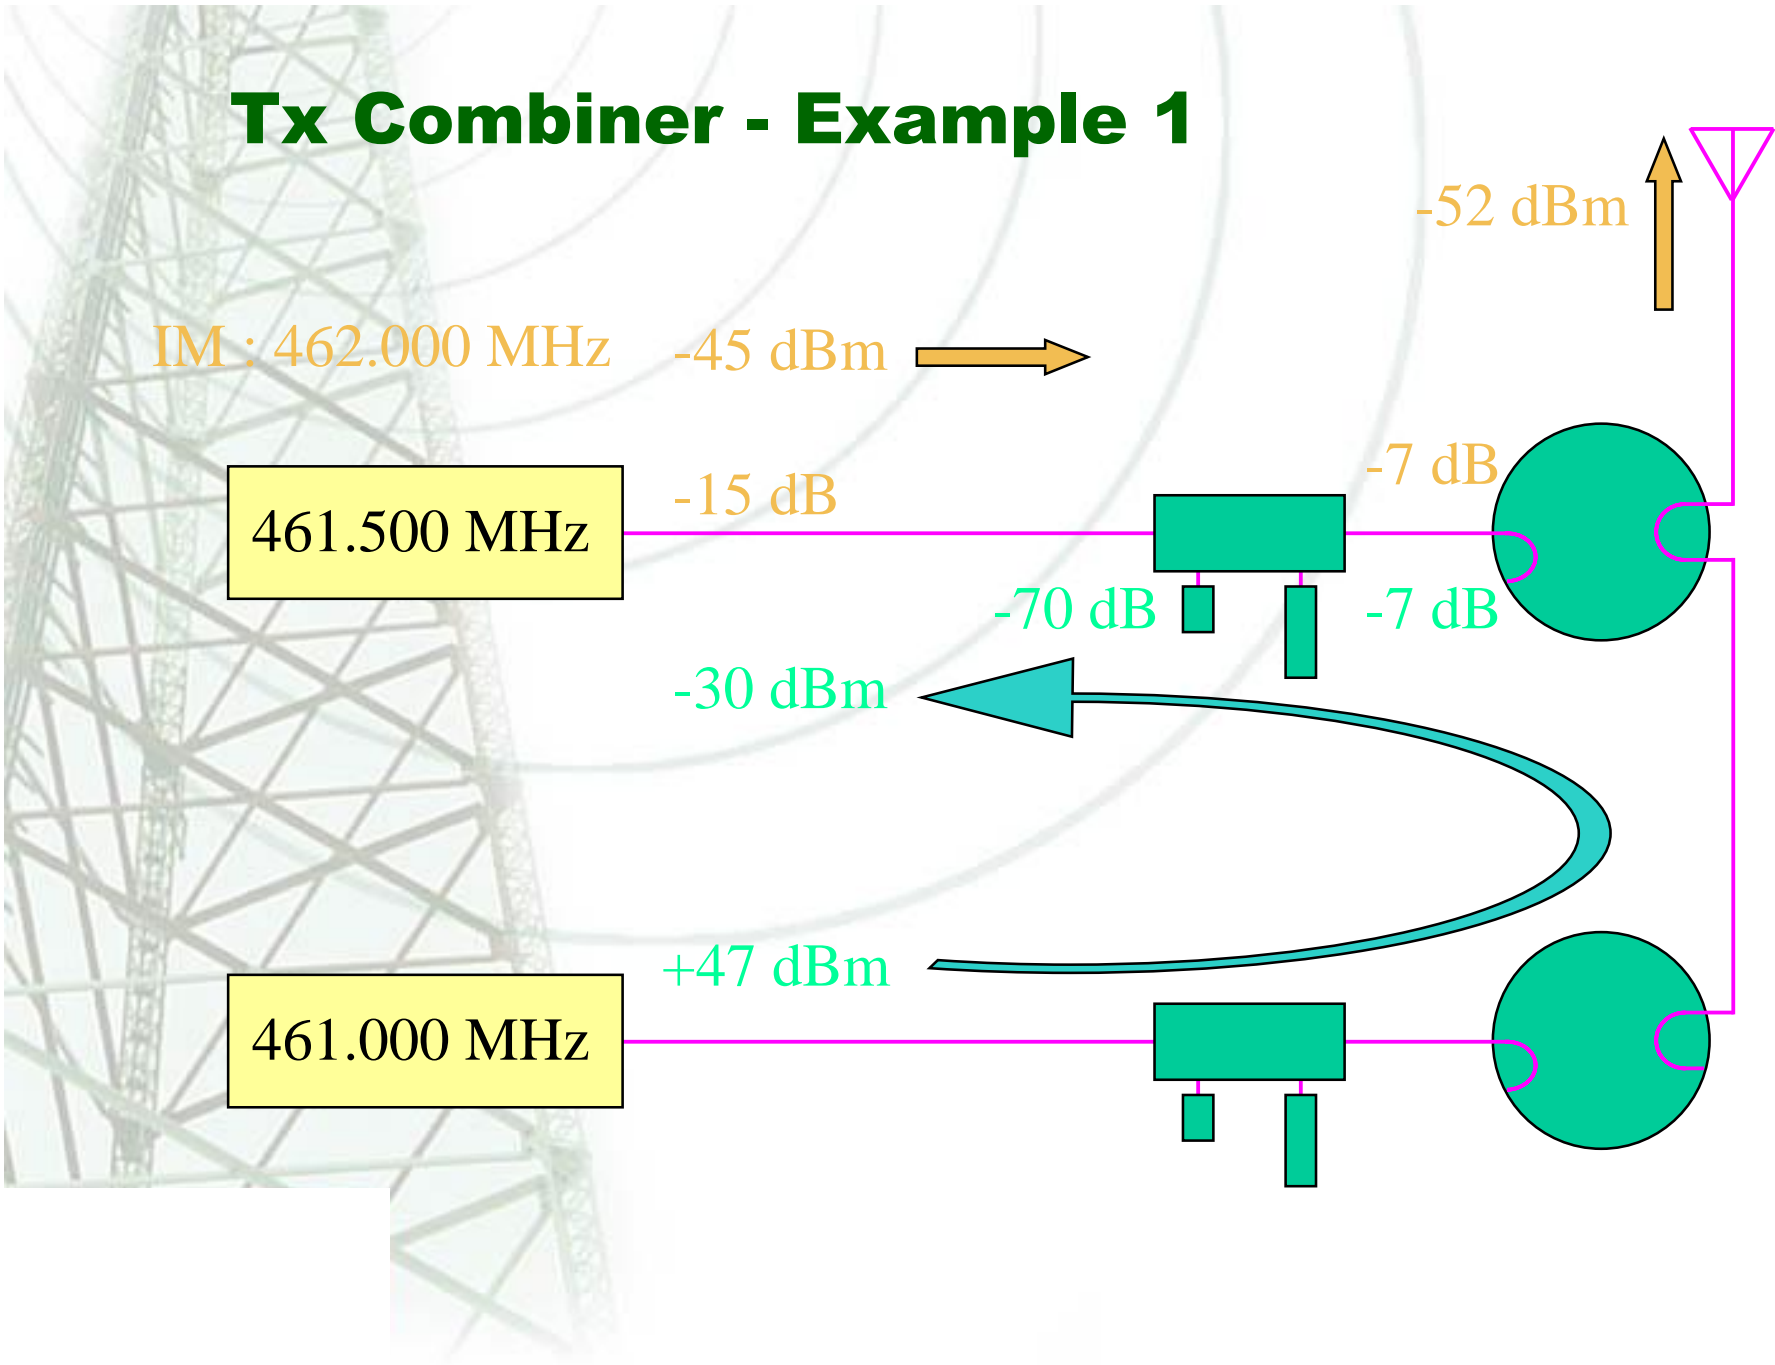 Tx Combiner - Example 1
-52 dBm
IM : 462.000 MHz
-45 dBm
-7 dB
-15 dB
461.500 MHz
-70 dB
-7 dB
-30 dBm
+47 dBm
461.000 MHz